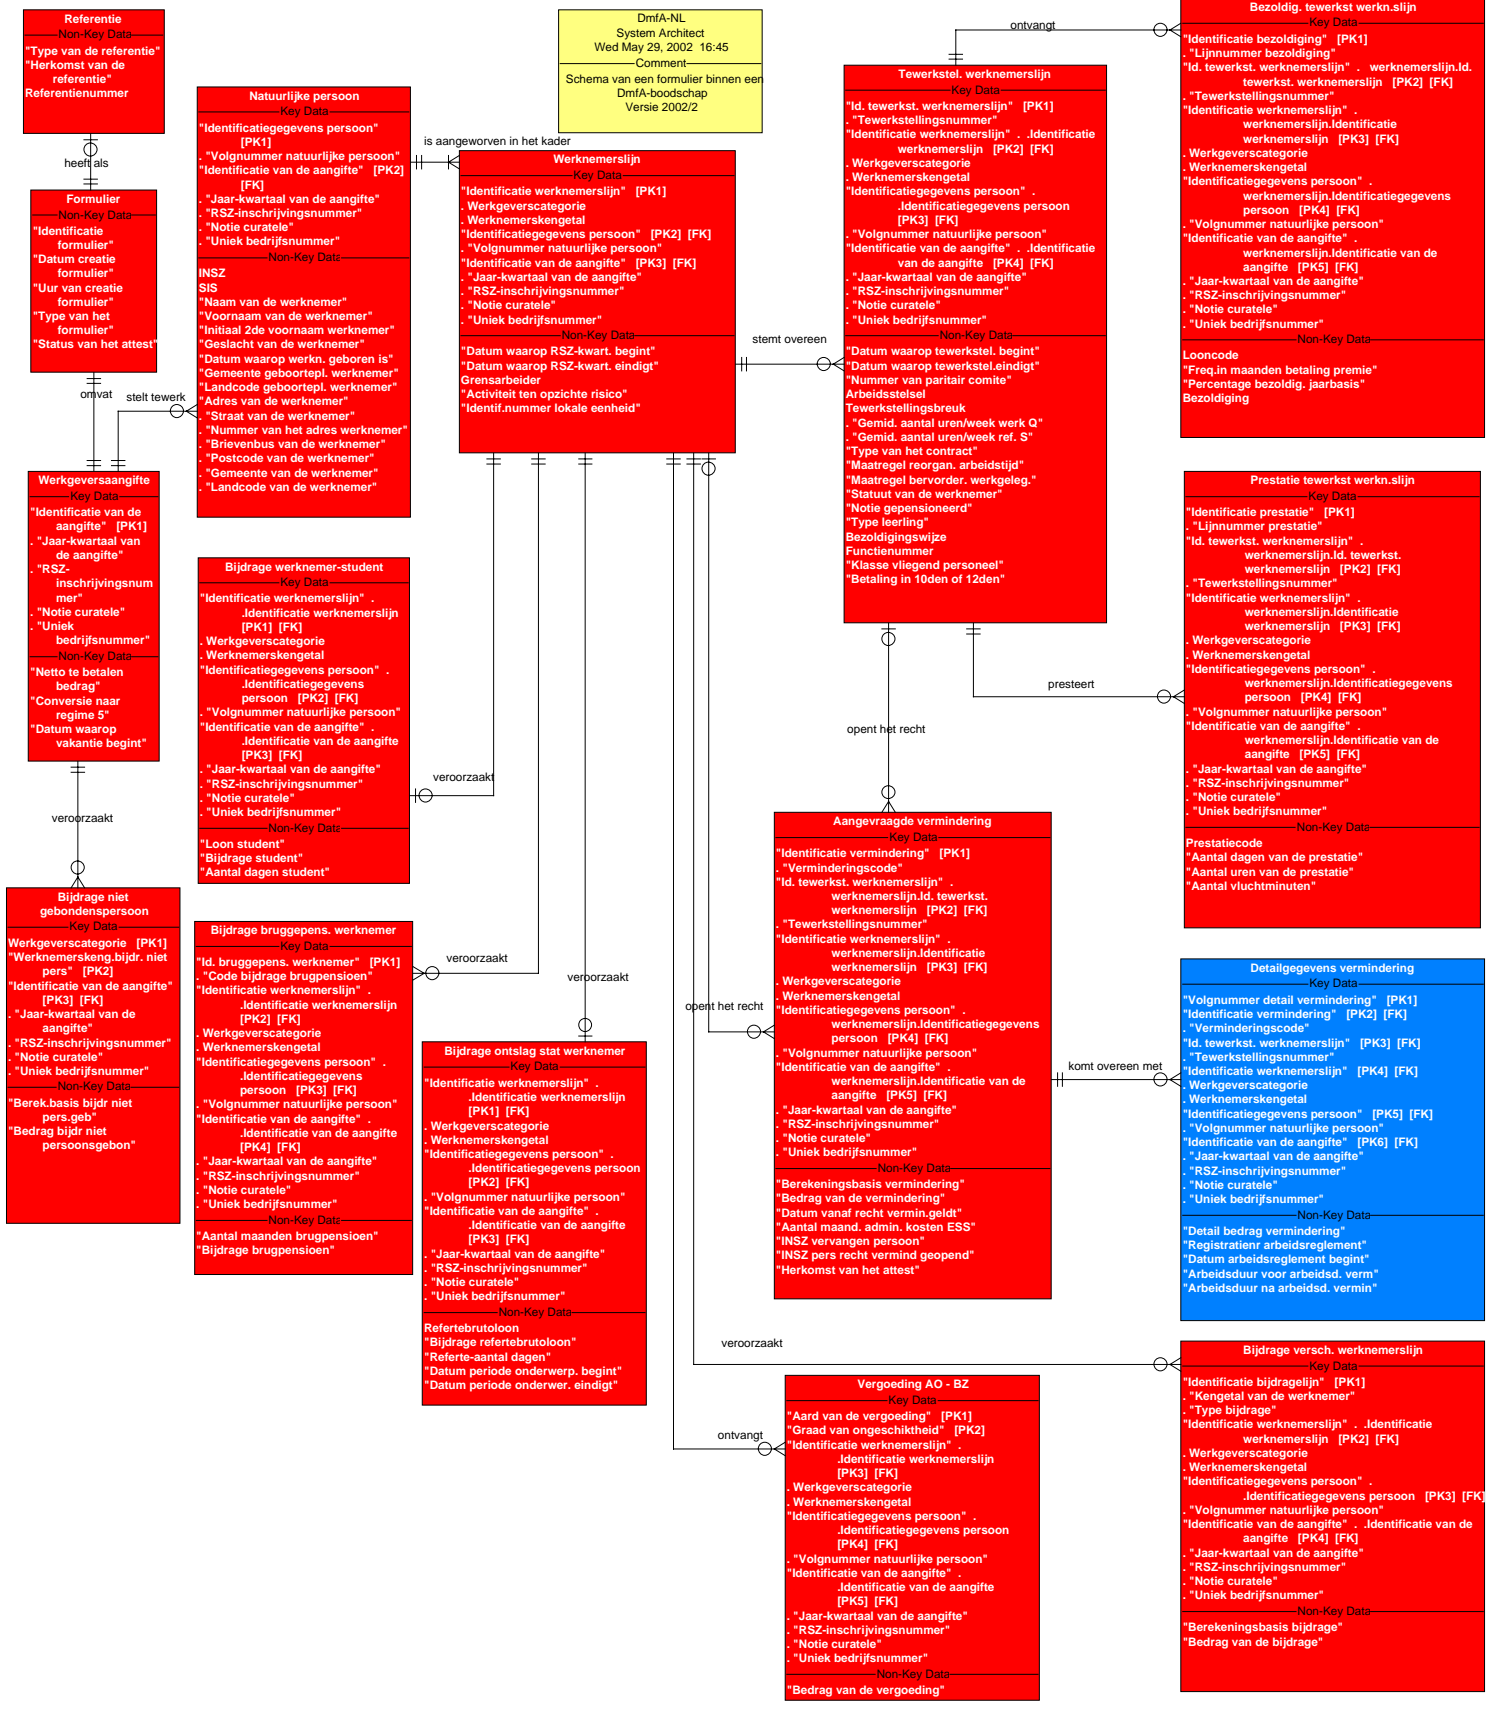 Referentie
Non-Key Data
"Type van de referentie"
"Herkomst van de
referentie"
Referentienummer
heeft als
Formulier
Non-Key Data
"Identificatie
formulier"
"Datum creatie
formulier"
"Uur van creatie
formulier"
"Type van het
formulier"
"Status van het attest"
omvat
stelt tewerk
Werkgeversaangifte
Key Data
"Identificatie van de
aangifte" [PK1]
. "Jaar-kwartaal van
de aangifte"
. "RSZ-
inschrijvingsnum
mer"
. "Notie curatele"
. "Uniek
bedrijfsnummer"
Non-Key Data
"Netto te betalen
bedrag"
"Conversie naar
regime 5"
"Datum waarop
vakantie begint"
veroorzaakt
Bijdrage niet
gebondenspersoon
Key Data
Werkgeverscategorie [PK1]
"Werknemerskeng.bijdr. niet
pers" [PK2]
"Identificatie van de aangifte"
[PK3] [FK]
. "Jaar-kwartaal van de
aangifte"
. "RSZ-inschrijvingsnummer"
. "Notie curatele"
. "Uniek bedrijfsnummer"
Non-Key Data
"Berek.basis bijdr niet
pers.geb"
"Bedrag bijdr niet
persoonsgebon"
Natuurlijke persoon
Key Data
"Identificatiegegevens persoon"
[PK1]
. "Volgnummer natuurlijke persoon"
"Identificatie van de aangifte" [PK2]
[FK]
. "Jaar-kwartaal van de aangifte"
. "RSZ-inschrijvingsnummer"
. "Notie curatele"
. "Uniek bedrijfsnummer"
Non-Key Data
INSZ
SIS
"Naam van de werknemer"
"Voornaam van de werknemer"
"Initiaal 2de voornaam werknemer"
"Geslacht van de werknemer"
"Datum waarop werkn. geboren is"
"Gemeente geboortepl. werknemer"
"Landcode geboortepl. werknemer"
"Adres van de werknemer"
. "Straat van de werknemer"
. "Nummer van het adres werknemer"
. "Brievenbus van de werknemer"
. "Postcode van de werknemer"
. "Gemeente van de werknemer"
. "Landcode van de werknemer"
Bijdrage werknemer-student
Key Data
"Identificatie werknemerslijn" .
.Identificatie werknemerslijn
[PK1] [FK]
. Werkgeverscategorie
. Werknemerskengetal
"Identificatiegegevens persoon" .
.Identificatiegegevens
persoon [PK2] [FK]
. "Volgnummer natuurlijke persoon"
"Identificatie van de aangifte" .
.Identificatie van de aangifte
[PK3] [FK]
. "Jaar-kwartaal van de aangifte"
. "RSZ-inschrijvingsnummer"
. "Notie curatele"
. "Uniek bedrijfsnummer"
Non-Key Data
"Loon student"
"Bijdrage student"
"Aantal dagen student"
veroorzaakt
Bijdrage bruggepens. werknemer
Key Data
"Id. bruggepens. werknemer" [PK1]
. "Code bijdrage brugpensioen"
"Identificatie werknemerslijn" .
.Identificatie werknemerslijn
[PK2] [FK]
. Werkgeverscategorie
. Werknemerskengetal
"Identificatiegegevens persoon" .
.Identificatiegegevens
persoon [PK3] [FK]
. "Volgnummer natuurlijke persoon"
"Identificatie van de aangifte" .
.Identificatie van de aangifte
[PK4] [FK]
. "Jaar-kwartaal van de aangifte"
. "RSZ-inschrijvingsnummer"
. "Notie curatele"
. "Uniek bedrijfsnummer"
Non-Key Data
"Aantal maanden brugpensioen"
"Bijdrage brugpensioen"
veroorzaakt
DmfA-NL
System Architect
Wed May 29, 2002 16:45
Comment
Schema van een formulier binnen een
DmfA-boodschap
Versie 2002/2
is aangeworven in het kader
Werknemerslijn
Key Data
"Identificatie werknemerslijn" [PK1]
. Werkgeverscategorie
. Werknemerskengetal
"Identificatiegegevens persoon" [PK2] [FK]
. "Volgnummer natuurlijke persoon"
"Identificatie van de aangifte" [PK3] [FK]
. "Jaar-kwartaal van de aangifte"
. "RSZ-inschrijvingsnummer"
. "Notie curatele"
. "Uniek bedrijfsnummer"
Non-Key Data
"Datum waarop RSZ-kwart. begint"
"Datum waarop RSZ-kwart. eindigt"
Grensarbeider
"Activiteit ten opzichte risico"
"Identif.nummer lokale eenheid"
stemt overeen
veroorzaakt
Bijdrage ontslag stat werknemer
Key Data
"Identificatie werknemerslijn" .
.Identificatie werknemerslijn
[PK1] [FK]
. Werkgeverscategorie
. Werknemerskengetal
"Identificatiegegevens persoon" .
.Identificatiegegevens persoon
[PK2] [FK]
. "Volgnummer natuurlijke persoon"
"Identificatie van de aangifte" .
.Identificatie van de aangifte
[PK3] [FK]
. "Jaar-kwartaal van de aangifte"
. "RSZ-inschrijvingsnummer"
. "Notie curatele"
. "Uniek bedrijfsnummer"
Non-Key Data
Refertebrutoloon
"Bijdrage refertebrutoloon"
"Referte-aantal dagen"
"Datum periode onderwerp. begint"
"Datum periode onderwer. eindigt"
Tewerkstel. werknemerslijn
Key Data
"Id. tewerkst. werknemerslijn" [PK1]
. "Tewerkstellingsnummer"
"Identificatie werknemerslijn" . .Identificatie
werknemerslijn [PK2] [FK]
. Werkgeverscategorie
. Werknemerskengetal
"Identificatiegegevens persoon" .
.Identificatiegegevens persoon
[PK3] [FK]
. "Volgnummer natuurlijke persoon"
"Identificatie van de aangifte" . .Identificatie
van de aangifte [PK4] [FK]
. "Jaar-kwartaal van de aangifte"
. "RSZ-inschrijvingsnummer"
. "Notie curatele"
. "Uniek bedrijfsnummer"
Non-Key Data
"Datum waarop tewerkstel. begint"
"Datum waarop tewerkstel.eindigt"
"Nummer van paritair comite"
Arbeidsstelsel
Tewerkstellingsbreuk
. "Gemid. aantal uren/week werk Q"
. "Gemid. aantal uren/week ref. S"
"Type van het contract"
"Maatregel reorgan. arbeidstijd"
"Maatregel bervorder. werkgeleg."
"Statuut van de werknemer"
"Notie gepensioneerd"
"Type leerling"
Bezoldigingswijze
Functienummer
"Klasse vliegend personeel"
"Betaling in 10den of 12den"
ontvangt
presteert
opent het recht
opent het recht
Aangevraagde vermindering
Key Data
"Identificatie vermindering" [PK1]
. "Verminderingscode"
"Id. tewerkst. werknemerslijn" .
werknemerslijn.Id. tewerkst.
werknemerslijn [PK2] [FK]
. "Tewerkstellingsnummer"
"Identificatie werknemerslijn" .
werknemerslijn.Identificatie
werknemerslijn [PK3] [FK]
. Werkgeverscategorie
. Werknemerskengetal
"Identificatiegegevens persoon" .
werknemerslijn.Identificatiegegevens
persoon [PK4] [FK]
. "Volgnummer natuurlijke persoon"
"Identificatie van de aangifte" .
werknemerslijn.Identificatie van de
aangifte [PK5] [FK]
. "Jaar-kwartaal van de aangifte"
. "RSZ-inschrijvingsnummer"
. "Notie curatele"
. "Uniek bedrijfsnummer"
Non-Key Data
"Berekeningsbasis vermindering"
"Bedrag van de vermindering"
"Datum vanaf recht vermin.geldt"
"Aantal maand. admin. kosten ESS"
"INSZ vervangen persoon"
"INSZ pers recht vermind geopend"
"Herkomst van het attest"
komt overeen met
veroorzaakt
ontvangt
Vergoeding AO - BZ
Key Data
"Aard van de vergoeding" [PK1]
"Graad van ongeschiktheid" [PK2]
"Identificatie werknemerslijn" .
.Identificatie werknemerslijn
[PK3] [FK]
. Werkgeverscategorie
. Werknemerskengetal
"Identificatiegegevens persoon" .
.Identificatiegegevens persoon
[PK4] [FK]
. "Volgnummer natuurlijke persoon"
"Identificatie van de aangifte" .
.Identificatie van de aangifte
[PK5] [FK]
. "Jaar-kwartaal van de aangifte"
. "RSZ-inschrijvingsnummer"
. "Notie curatele"
. "Uniek bedrijfsnummer"
Non-Key Data
"Bedrag van de vergoeding"
Bezoldig. tewerkst werkn.slijn
Key Data
"Identificatie bezoldiging" [PK1]
. "Lijnnummer bezoldiging"
"Id. tewerkst. werknemerslijn" . werknemerslijn.Id.
tewerkst. werknemerslijn [PK2] [FK]
. "Tewerkstellingsnummer"
"Identificatie werknemerslijn" .
werknemerslijn.Identificatie
werknemerslijn [PK3] [FK]
. Werkgeverscategorie
. Werknemerskengetal
"Identificatiegegevens persoon" .
werknemerslijn.Identificatiegegevens
persoon [PK4] [FK]
. "Volgnummer natuurlijke persoon"
"Identificatie van de aangifte" .
werknemerslijn.Identificatie van de
aangifte [PK5] [FK]
. "Jaar-kwartaal van de aangifte"
. "RSZ-inschrijvingsnummer"
. "Notie curatele"
. "Uniek bedrijfsnummer"
Non-Key Data
Looncode
"Freq.in maanden betaling premie"
"Percentage bezoldig. jaarbasis"
Bezoldiging
Prestatie tewerkst werkn.slijn
Key Data
"Identificatie prestatie" [PK1]
. "Lijnnummer prestatie"
"Id. tewerkst. werknemerslijn" .
werknemerslijn.Id. tewerkst.
werknemerslijn [PK2] [FK]
. "Tewerkstellingsnummer"
"Identificatie werknemerslijn" .
werknemerslijn.Identificatie
werknemerslijn [PK3] [FK]
. Werkgeverscategorie
. Werknemerskengetal
"Identificatiegegevens persoon" .
werknemerslijn.Identificatiegegevens
persoon [PK4] [FK]
. "Volgnummer natuurlijke persoon"
"Identificatie van de aangifte" .
werknemerslijn.Identificatie van de
aangifte [PK5] [FK]
. "Jaar-kwartaal van de aangifte"
. "RSZ-inschrijvingsnummer"
. "Notie curatele"
. "Uniek bedrijfsnummer"
Non-Key Data
Prestatiecode
"Aantal dagen van de prestatie"
"Aantal uren van de prestatie"
"Aantal vluchtminuten"
Detailgegevens vermindering
Key Data
"Volgnummer detail vermindering" [PK1]
"Identificatie vermindering" [PK2] [FK]
. "Verminderingscode"
"Id. tewerkst. werknemerslijn" [PK3] [FK]
. "Tewerkstellingsnummer"
"Identificatie werknemerslijn" [PK4] [FK]
. Werkgeverscategorie
. Werknemerskengetal
"Identificatiegegevens persoon" [PK5] [FK]
. "Volgnummer natuurlijke persoon"
"Identificatie van de aangifte" [PK6] [FK]
. "Jaar-kwartaal van de aangifte"
. "RSZ-inschrijvingsnummer"
. "Notie curatele"
. "Uniek bedrijfsnummer"
Non-Key Data
"Detail bedrag vermindering"
"Registratienr arbeidsreglement"
"Datum arbeidsreglement begint"
"Arbeidsduur voor arbeidsd. verm"
"Arbeidsduur na arbeidsd. vermin"
Bijdrage versch. werknemerslijn
Key Data
"Identificatie bijdragelijn" [PK1]
. "Kengetal van de werknemer"
. "Type bijdrage"
"Identificatie werknemerslijn" . .Identificatie
werknemerslijn [PK2] [FK]
. Werkgeverscategorie
. Werknemerskengetal
"Identificatiegegevens persoon" .
.Identificatiegegevens persoon [PK3] [FK]
. "Volgnummer natuurlijke persoon"
"Identificatie van de aangifte" . .Identificatie van de
aangifte [PK4] [FK]
. "Jaar-kwartaal van de aangifte"
. "RSZ-inschrijvingsnummer"
. "Notie curatele"
. "Uniek bedrijfsnummer"
Non-Key Data
"Berekeningsbasis bijdrage"
"Bedrag van de bijdrage"